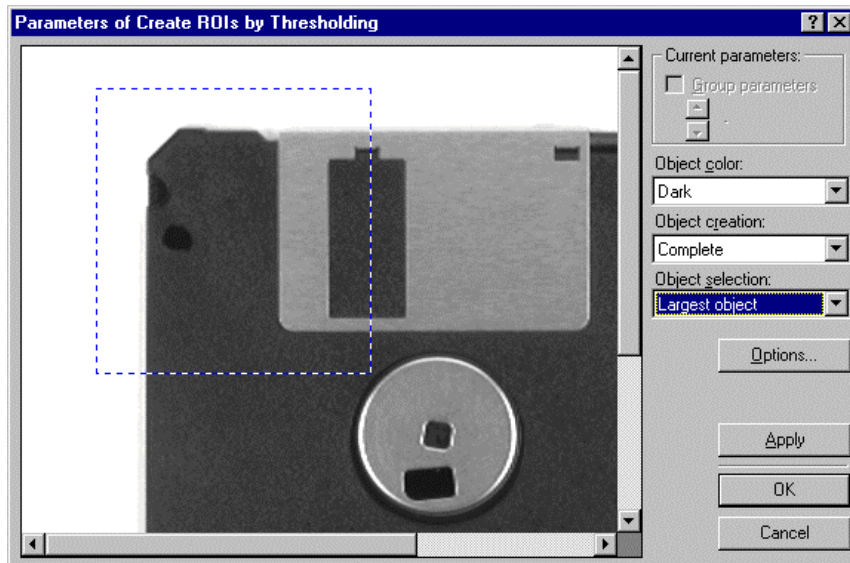 Parameters of Create ROIs by Thresholding
Current parameters:
Group parameters
Object color:
Dark
Object creation:
Complete
Object selection:
Largest object
Options...
Apply
OK
Cancel